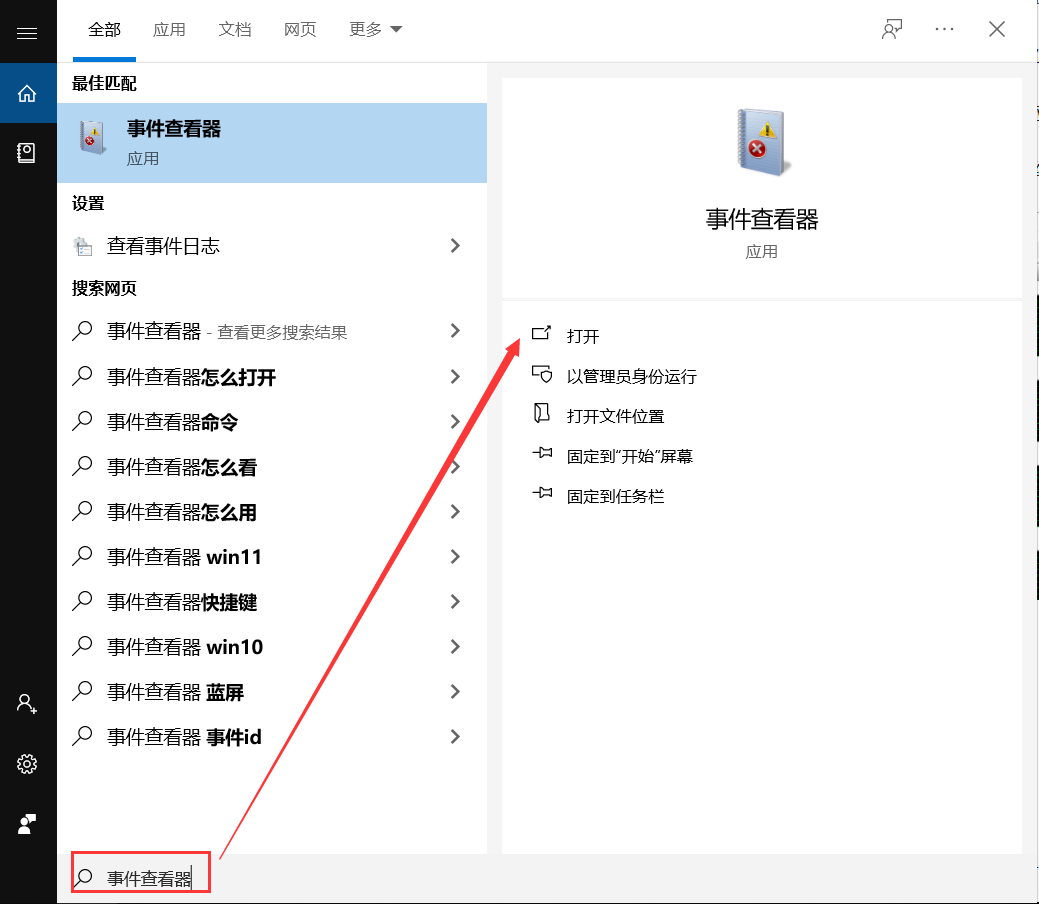 全部 应用 文档 网页 更多
最佳匹配
事件查看器
应用
设置
查看事件日志
搜索网页
事件查看器 - 查看更多搜索结果
事件查看器怎么打开
事件查看器命令
事件查看器怎么看
事件查看器怎么用
事件查看器 win11
事件查看器快捷键
事件查看器 win10
事件查看器 蓝屏
事件查看器 事件id
事件查看器
事件查看器
应用
打开
以管理员身份运行
打开文件位置
固定到"开始"屏幕
固定到任务栏